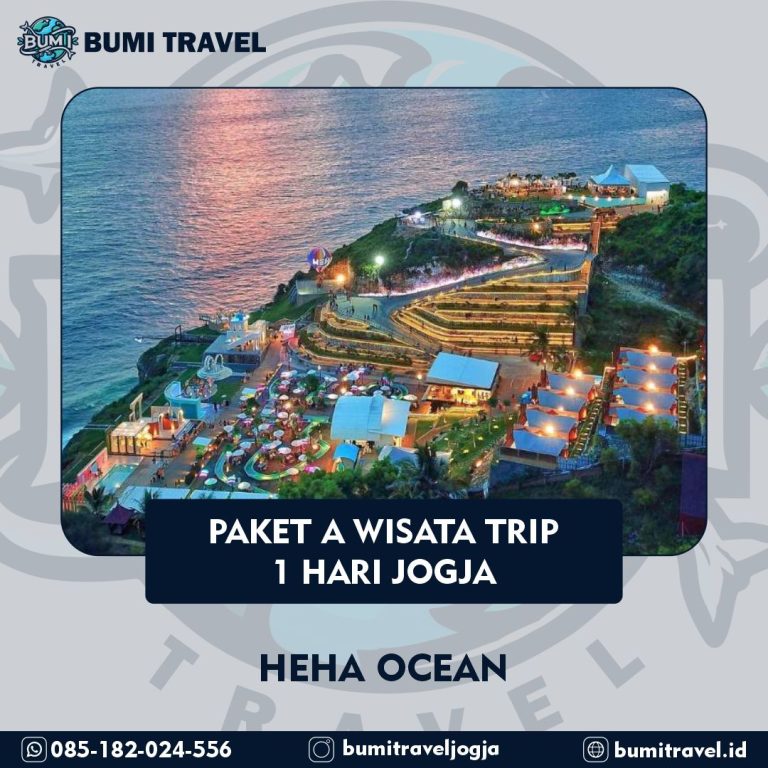 BUMI
TRAVEL
BUMI TRAVEL
PAKET A WISATA TRIP
1 HARI JOGJA
HEHA OCEAN
TRAVEL
085-182-024-556
bumitraveljogja
bumitravel.id